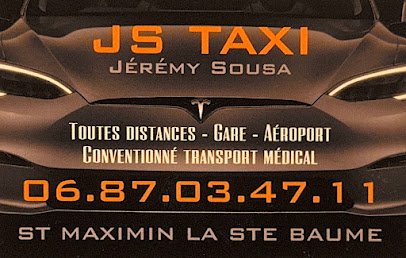 JS TAXI
JÉRÉMY SOUSA
TOUTES DISTANCES - GARE - AÉROPORT
CONVENTIONNÉ TRANSPORT MÉDICAL
06.87.03.47.11
ST MAXIMIN LA STE BAUME